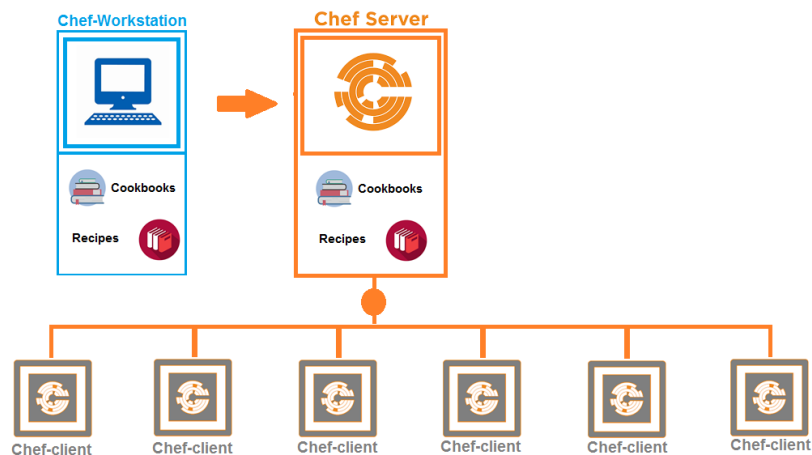 Chef-Workstation
Chef Server
Cookbooks
Recipes
Cookbooks
Recipes
Chef-client
Chef-client
Chef-client
Chef-client
Chef-client
Chef-client